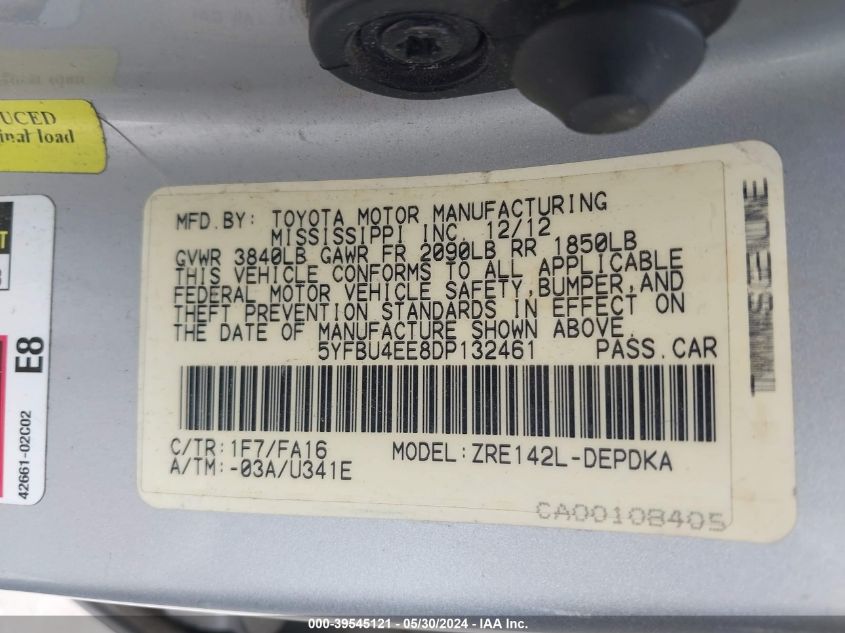 UCED
inal load
E8
42661-02C02
MFD.BY: TOYOTA MOTOR MANUFACTURING
MISSISSIPPI INC. 12/12
GVWR 3840LB GAWR FR 2090LB RR 1850LB
THIS VEHICLE CONFORMS TO ALL APPLICABLE
FEDERAL MOTOR VEHICLE SAFETY,BUMPER,AND
THEFT PREVENTION STANDARDS IN EFFECT ON
THE DATE OF MANUFACTURE SHOWN ABOVE.
5YFBU4EE8DP132461 PASS.CAR
C/TR:1F7/FA16 MODEL:ZRE142L-DEPDKA
A/TM:-03A/U341E
CA00108405
000-39545121 - 05/30/2024 - IAA Inc.